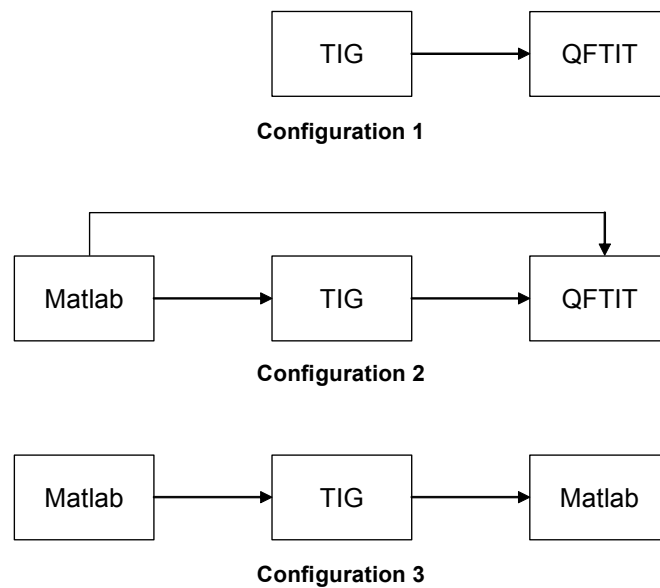 TIG QFTIT
Configuration 1
Matlab TIG QFTIT
Configuration 2
Matlab TIG Matlab
Configuration 3